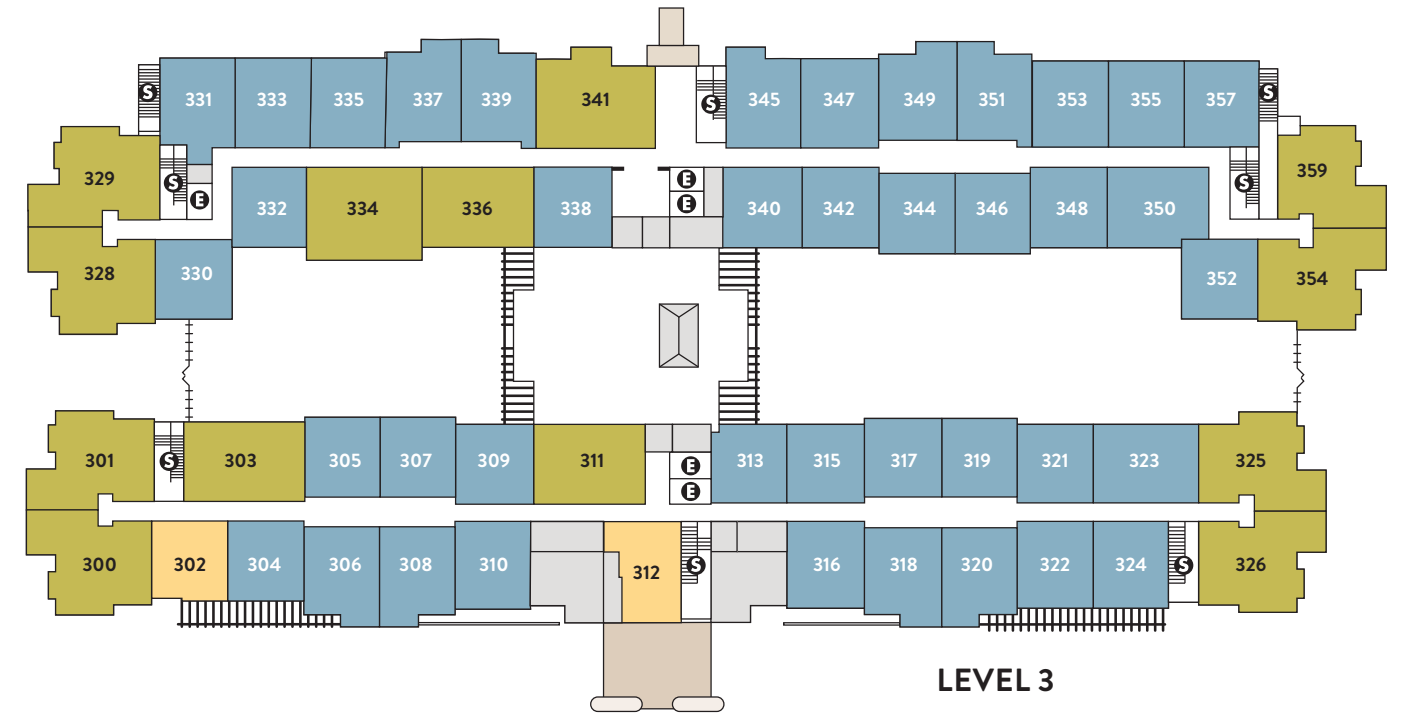 331 333 335 337 339 341 345 347 349 351 353 355 357
S S S
329 359
S E E S
E
332 334 336 338 340 342 344 346 348 350
328 330 352 354
301 303 305 307 309 311 313 315 317 319 321 323 325
S E
E
300 302 304 306 308 310 312 316 318 320 322 324 326
S S
LEVEL 3